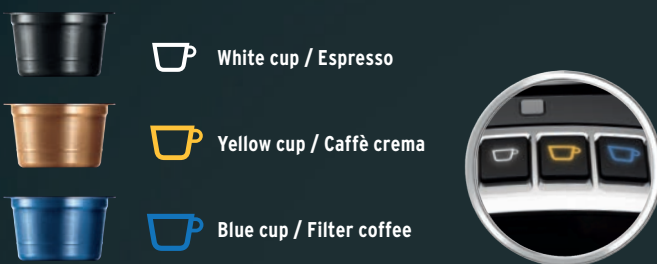 White cup / Espresso
Yellow cup / Caffè crema
Blue cup / Filter coffee